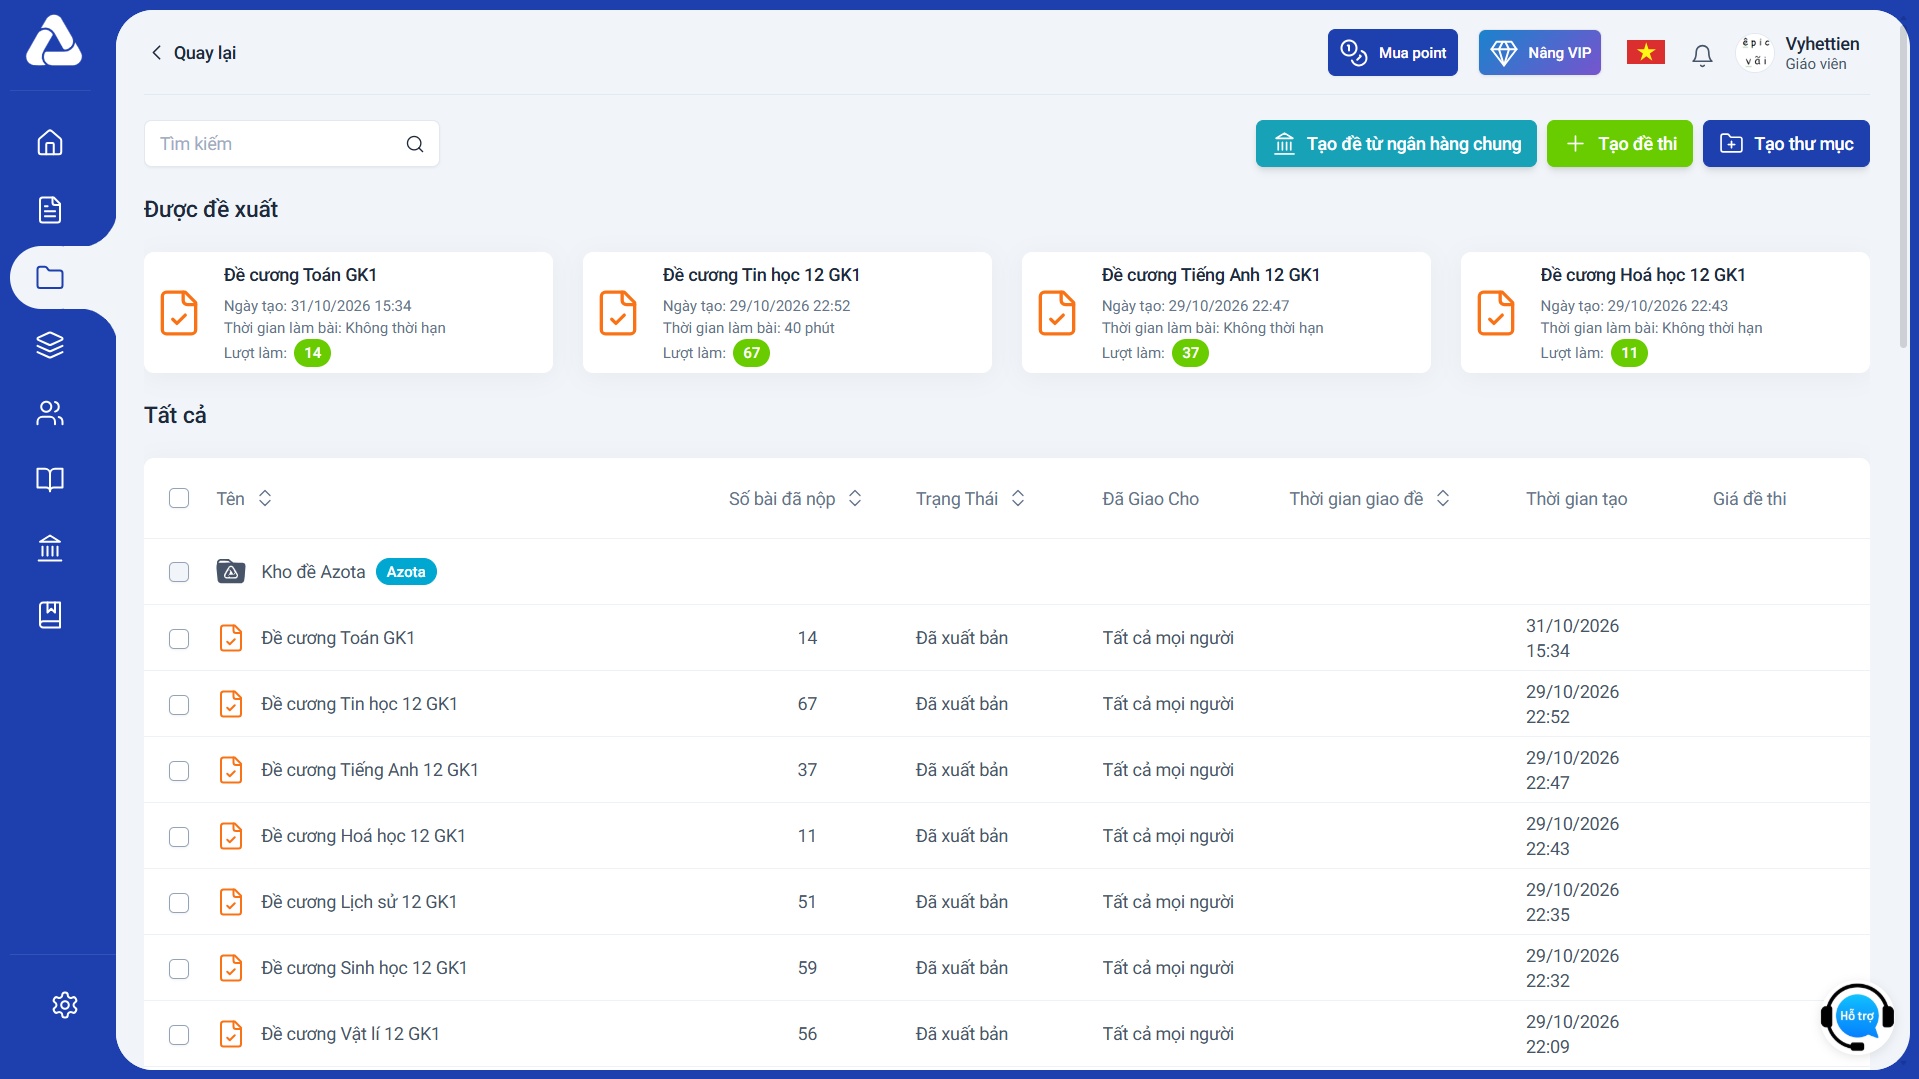 Quay lại
Mua point
Nâng VIP
êpic
vãi
Vyhettien
Giáo viên
Tìm kiếm
Tạo đề từ ngân hàng chung
Tạo đề thi
Tạo thư mục
Được đề xuất
Đề cương Toán GK1
Ngày tạo: 31/10/2026 15:34
Thời gian làm bài: Không thời hạn
Lượt làm: 14
Đề cương Tin học 12 GK1
Ngày tạo: 29/10/2026 22:52
Thời gian làm bài: 40 phút
Lượt làm: 67
Đề cương Tiếng Anh 12 GK1
Ngày tạo: 29/10/2026 22:47
Thời gian làm bài: Không thời hạn
Lượt làm: 37
Đề cương Hoá học 12 GK1
Ngày tạo: 29/10/2026 22:43
Thời gian làm bài: Không thời hạn
Lượt làm: 11
Tất cả
Tên Số bài đã nộp Trạng Thái Đã Giao Cho Thời gian giao đề Thời gian tạo Giá đề thi
Kho đề Azota Azota
Đề cương Toán GK1 14 Đã xuất bản Tất cả mọi người 31/10/2026
15:34
Đề cương Tin học 12 GK1 67 Đã xuất bản Tất cả mọi người 29/10/2026
22:52
Đề cương Tiếng Anh 12 GK1 37 Đã xuất bản Tất cả mọi người 29/10/2026
22:47
Đề cương Hoá học 12 GK1 11 Đã xuất bản Tất cả mọi người 29/10/2026
22:43
Đề cương Lịch sử 12 GK1 51 Đã xuất bản Tất cả mọi người 29/10/2026
22:35
Đề cương Sinh học 12 GK1 59 Đã xuất bản Tất cả mọi người 29/10/2026
22:32
Đề cương Vật lí 12 GK1 56 Đã xuất bản Tất cả mọi người 29/10/2026
22:09
Hỗ trợ